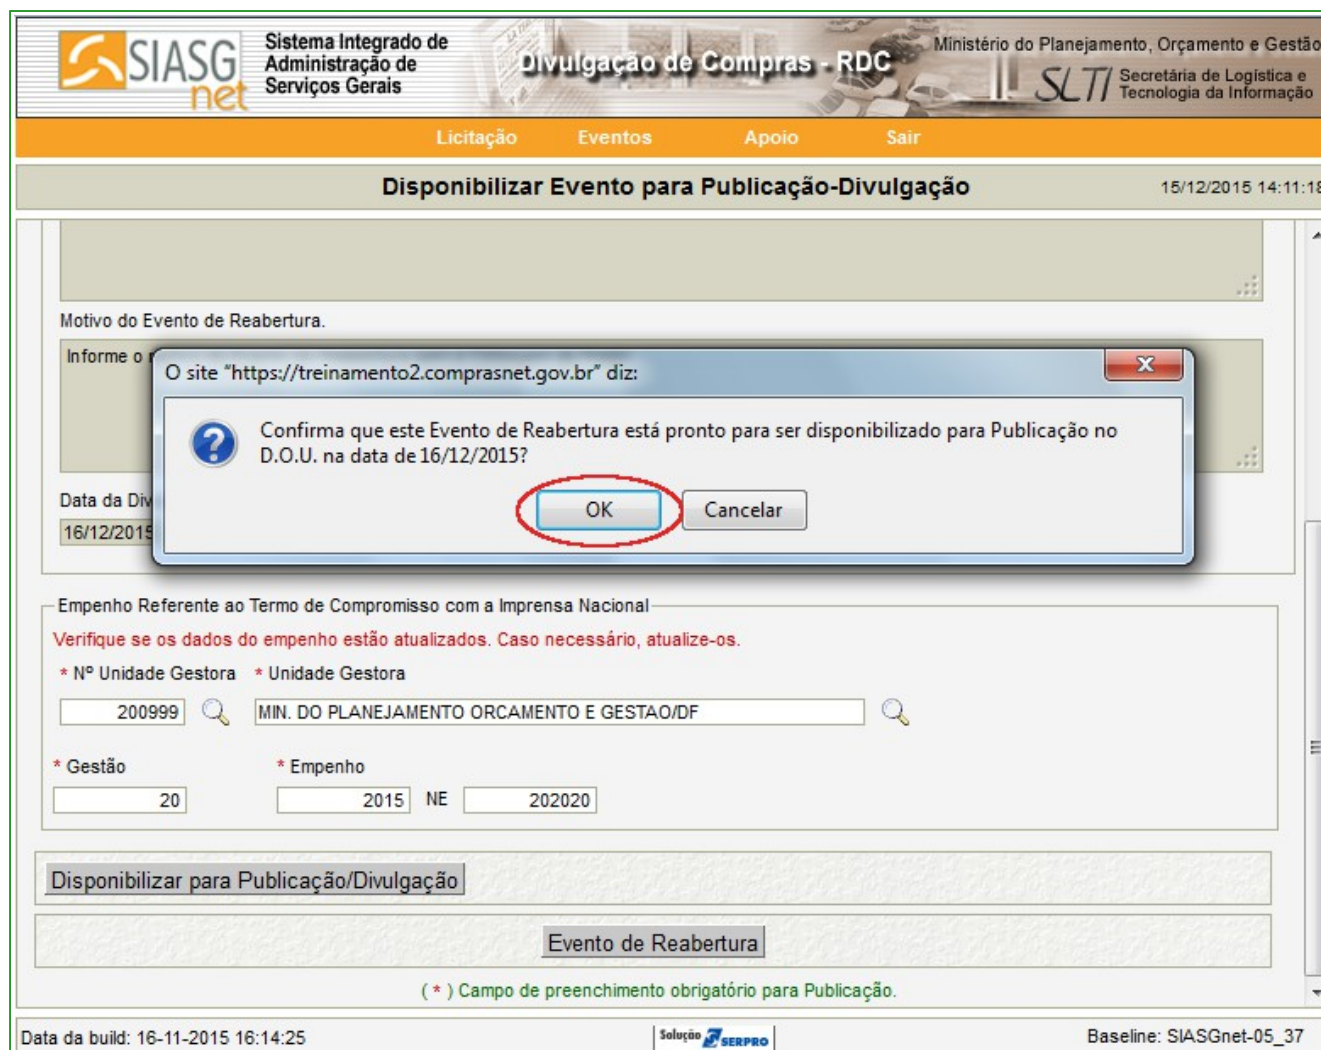 SIASG
net
Sistema Integrado de
Administração de
Serviços Gerais
Divulgação de Compras - RDC
Ministério do Planejamento, Orçamento e Gestão
SLTI
Secretária de Logística e
Tecnologia da Informação
Licitação Eventos Apoio Sair
Disponibilizar Evento para Publicação-Divulgação
15/12/2015 14:11:18
Motivo do Evento de Reabertura.
Informe o
O site "https://treinamento2.comprasnet.gov.br" diz:
x
Confirma que este Evento de Reabertura está pronto para ser disponibilizado para Publicação no
D.O.U. na data de 16/12/2015?
OK Cancelar
Data da Div
16/12/2015
Empenho Referente ao Termo de Compromisso com a Imprensa Nacional
Verifique se os dados do empenho estão atualizados. Caso necessário, atualize-os.
* Nº Unidade Gestora * Unidade Gestora
200999 MIN. DO PLANEJAMENTO ORCAMENTO E GESTAO/DF
* Gestão * Empenho
20 2015 NE 202020
Disponibilizar para Publicação/Divulgação
Evento de Reabertura
( * ) Campo de preenchimento obrigatório para Publicação.
Data da build: 16-11-2015 16:14:25
Solução SERPRO
Baseline: SIASGnet-05_37